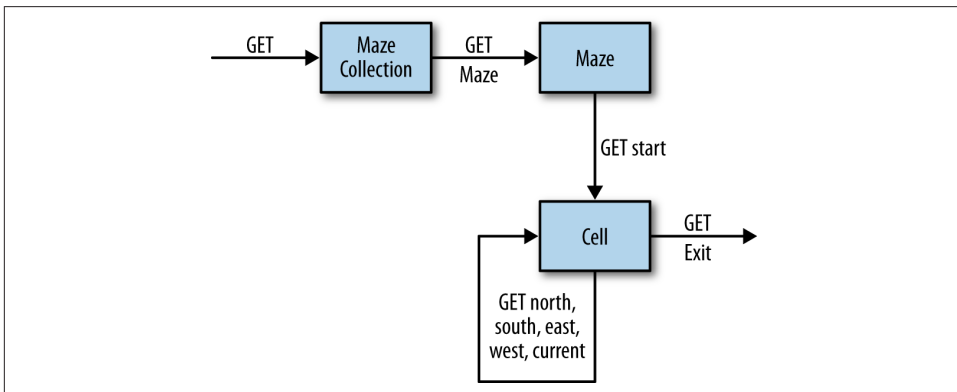 GET
Maze
Collection
GET
Maze
Maze
GET start
Cell
GET
Exit
GET north,
south, east,
west, current